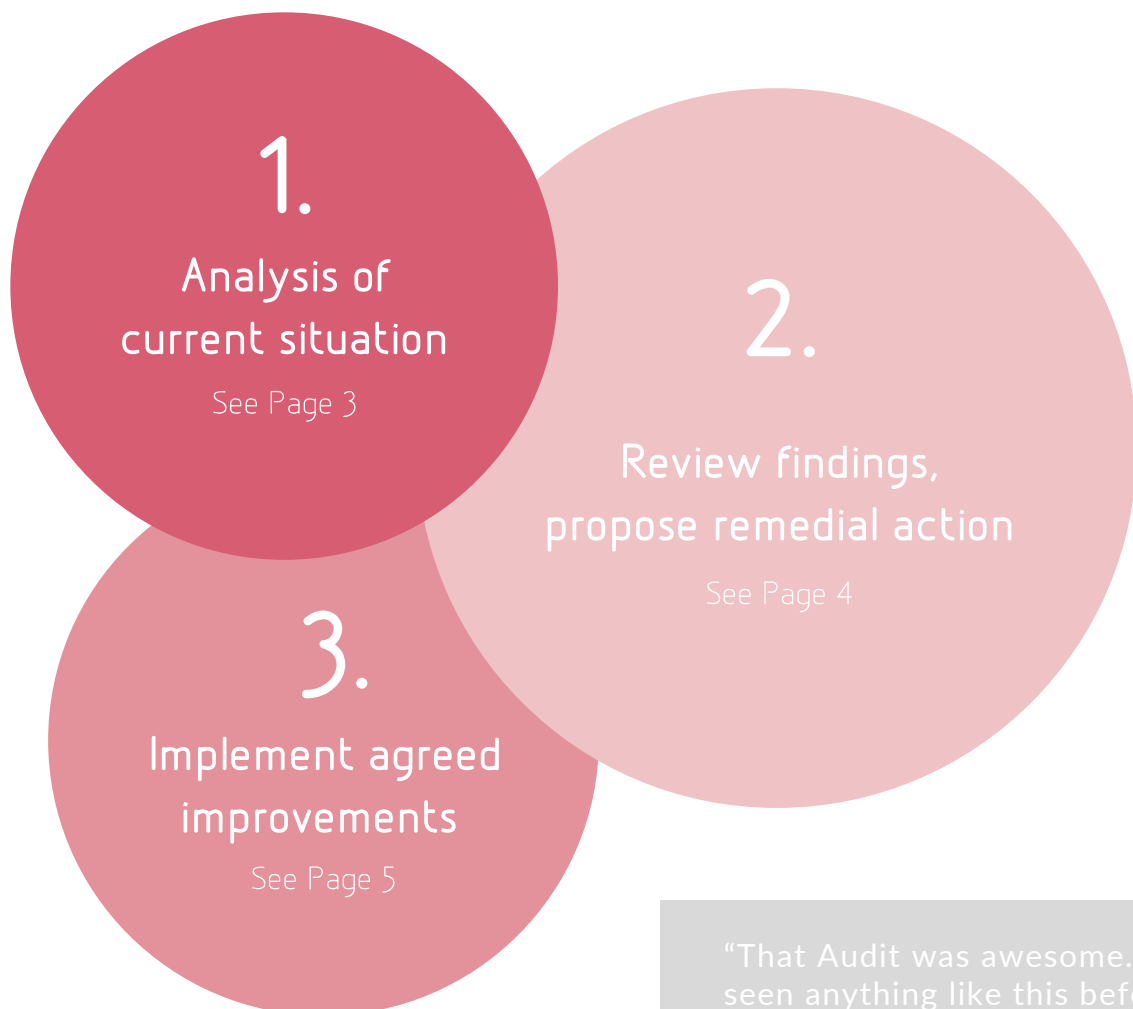 1.
Analysis of
current situation
See Page 3
2.
Review findings,
propose remedial action
See Page 4
3.
Implement agreed
improvements
See Page 5
“That Audit was awesome.
seen anything like this